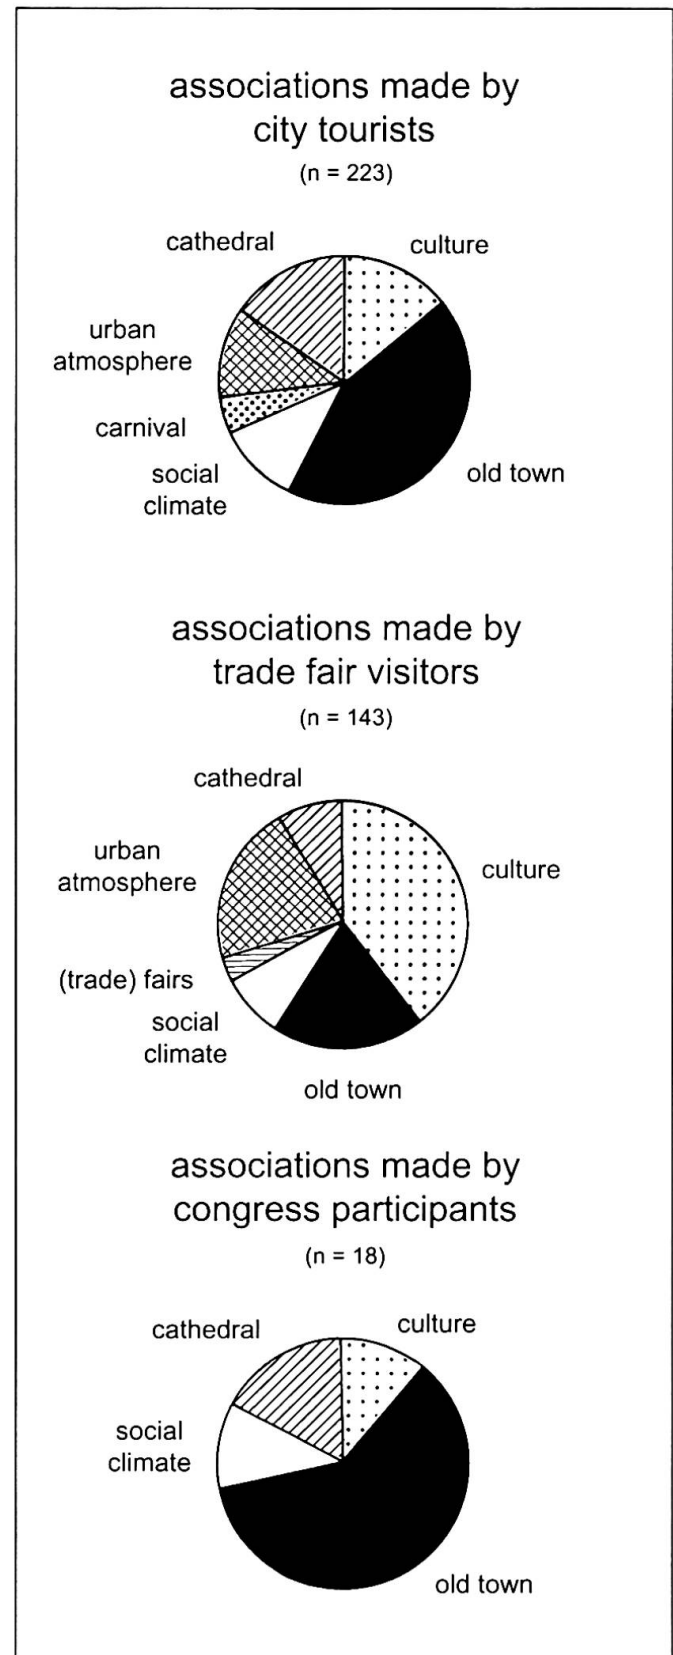 associations made by
city tourists
(n = 223)
cathedral
culture
urban
atmosphere
carnival
social
climate
old town
associations made by
trade fair visitors
(n = 143)
cathedral
urban
atmosphere
culture
(trade) fairs
social
climate
old town
associations made by
congress participants
(n = 18)
cathedral
culture
social
climate
old town